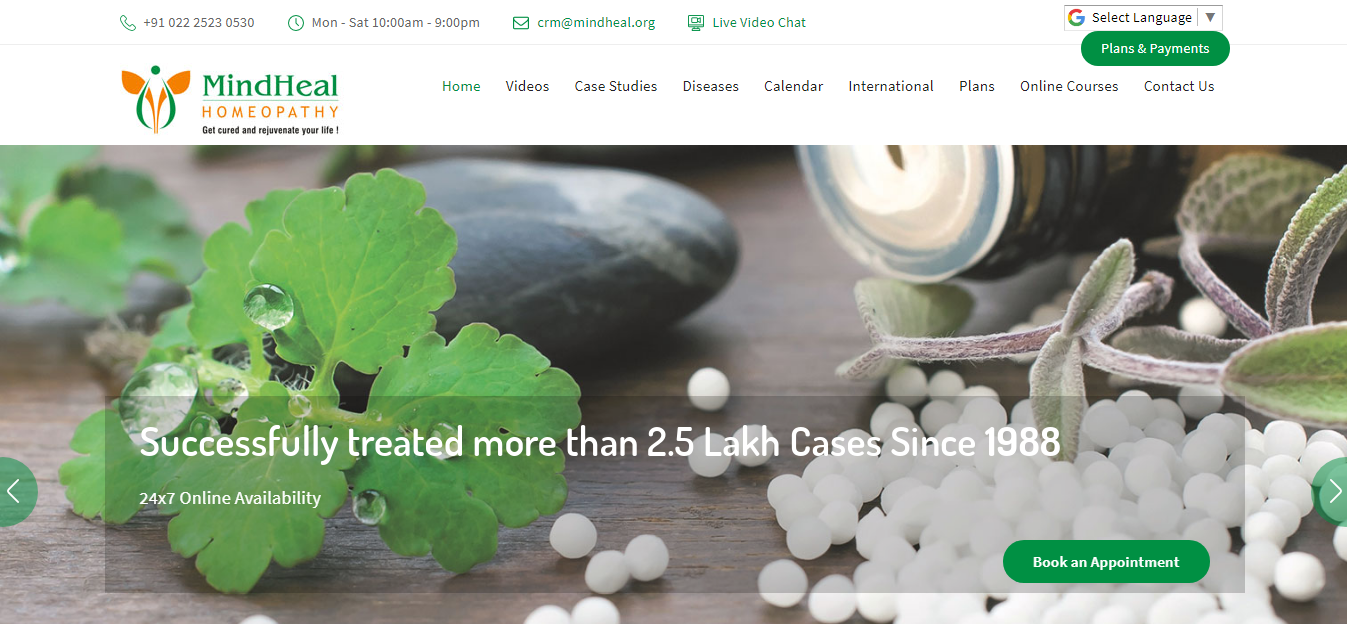 +91 022 2523 0530
Mon - Sat 10:00am - 9:00pm
crm@mindheal.org
Live Video Chat
Select Language ▼
Plans & Payments
MindHeal
HOMEOPATHY
Get cured and rejuvenate your life !
Home
Videos
Case Studies
Diseases
Calendar
International
Plans
Online Courses
Contact Us
Successfully treated more than 2.5 Lakh Cases Since 1988
24x7 Online Availability
Book an Appointment